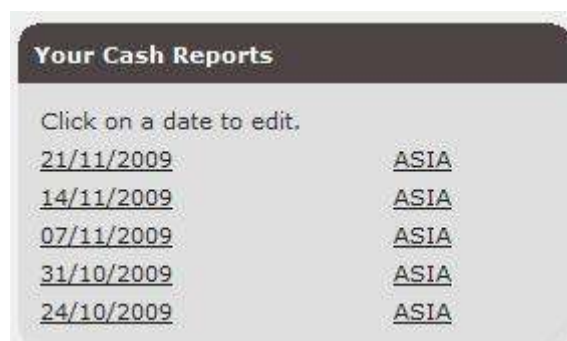 Your Cash Reports
Click on a date to edit.
21/11/2009 ASIA
14/11/2009 ASIA
07/11/2009 ASIA
31/10/2009 ASIA
24/10/2009 ASIA